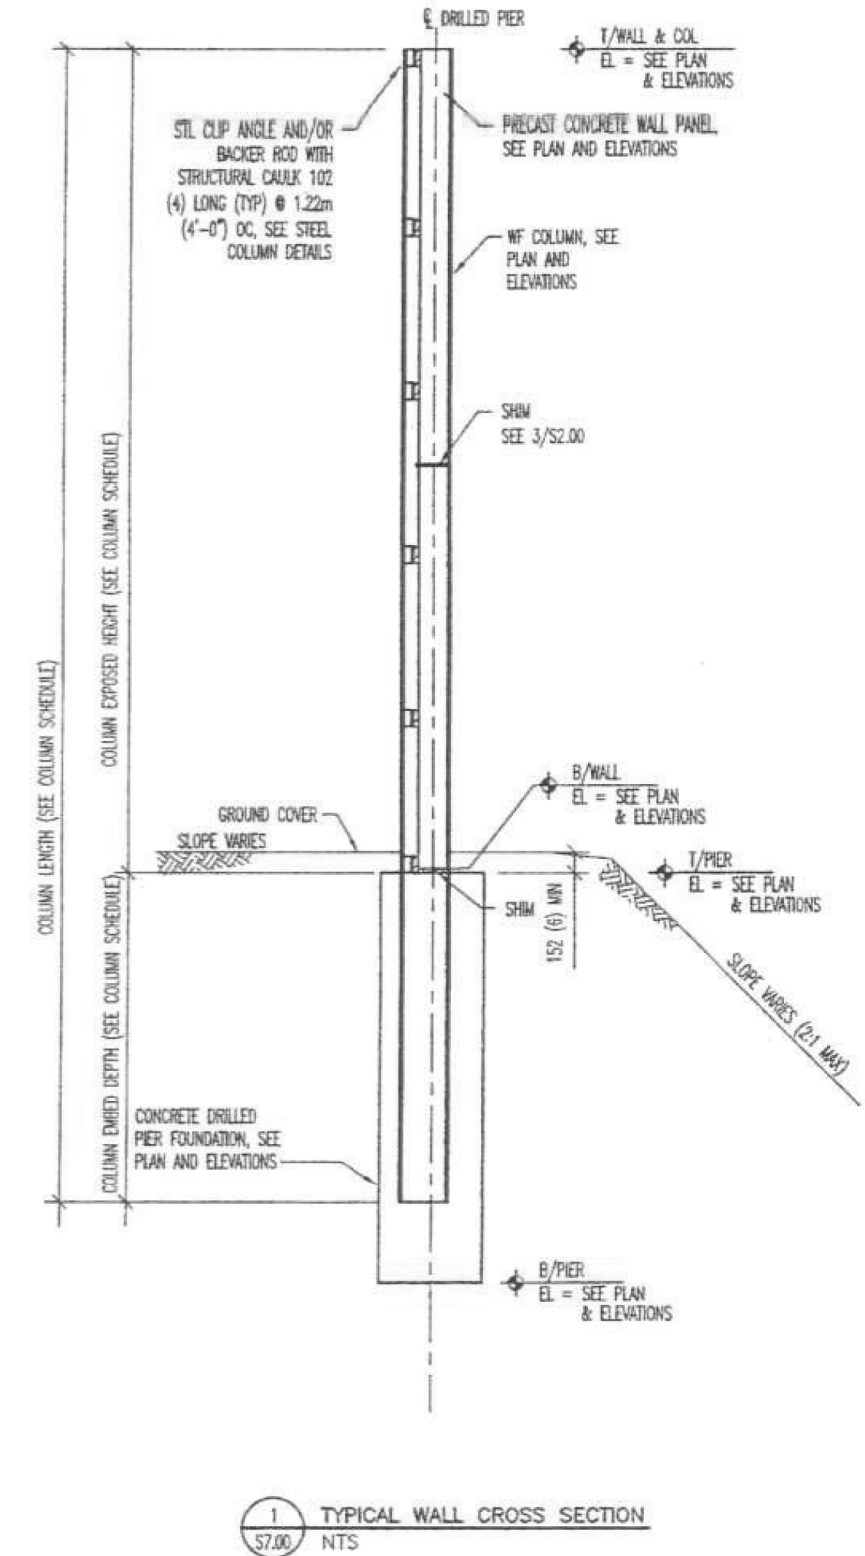 ℄ DRILLED PIER
T/WALL & COL
EL = SEE PLAN
& ELEVATIONS
STL CLIP ANGLE AND/OR
BACKER ROD WITH
STRUCTURAL CAULK 102
(4) LONG (TYP) @ 1.22m
(4'-0") OC, SEE STEEL
COLUMN DETAILS
PRECAST CONCRETE WALL PANEL,
SEE PLAN AND ELEVATIONS
WF COLUMN, SEE
PLAN AND
ELEVATIONS
SHIM
SEE 3/S2.00
COLUMN LENGTH (SEE COLUMN SCHEDULE)
COLUMN EXPOSED HEIGHT (SEE COLUMN SCHEDULE)
COLUMN EMBED DEPTH (SEE COLUMN SCHEDULE)
B/WALL
EL = SEE PLAN
& ELEVATIONS
GROUND COVER
SLOPE VARIES
T/PIER
EL = SEE PLAN
& ELEVATIONS
SHIM
152 (6) MIN
SLOPE VARIES (2:1 MAX)
CONCRETE DRILLED
PIER FOUNDATION, SEE
PLAN AND ELEVATIONS
B/PIER
EL = SEE PLAN
& ELEVATIONS
1 TYPICAL WALL CROSS SECTION
S7.00 NTS